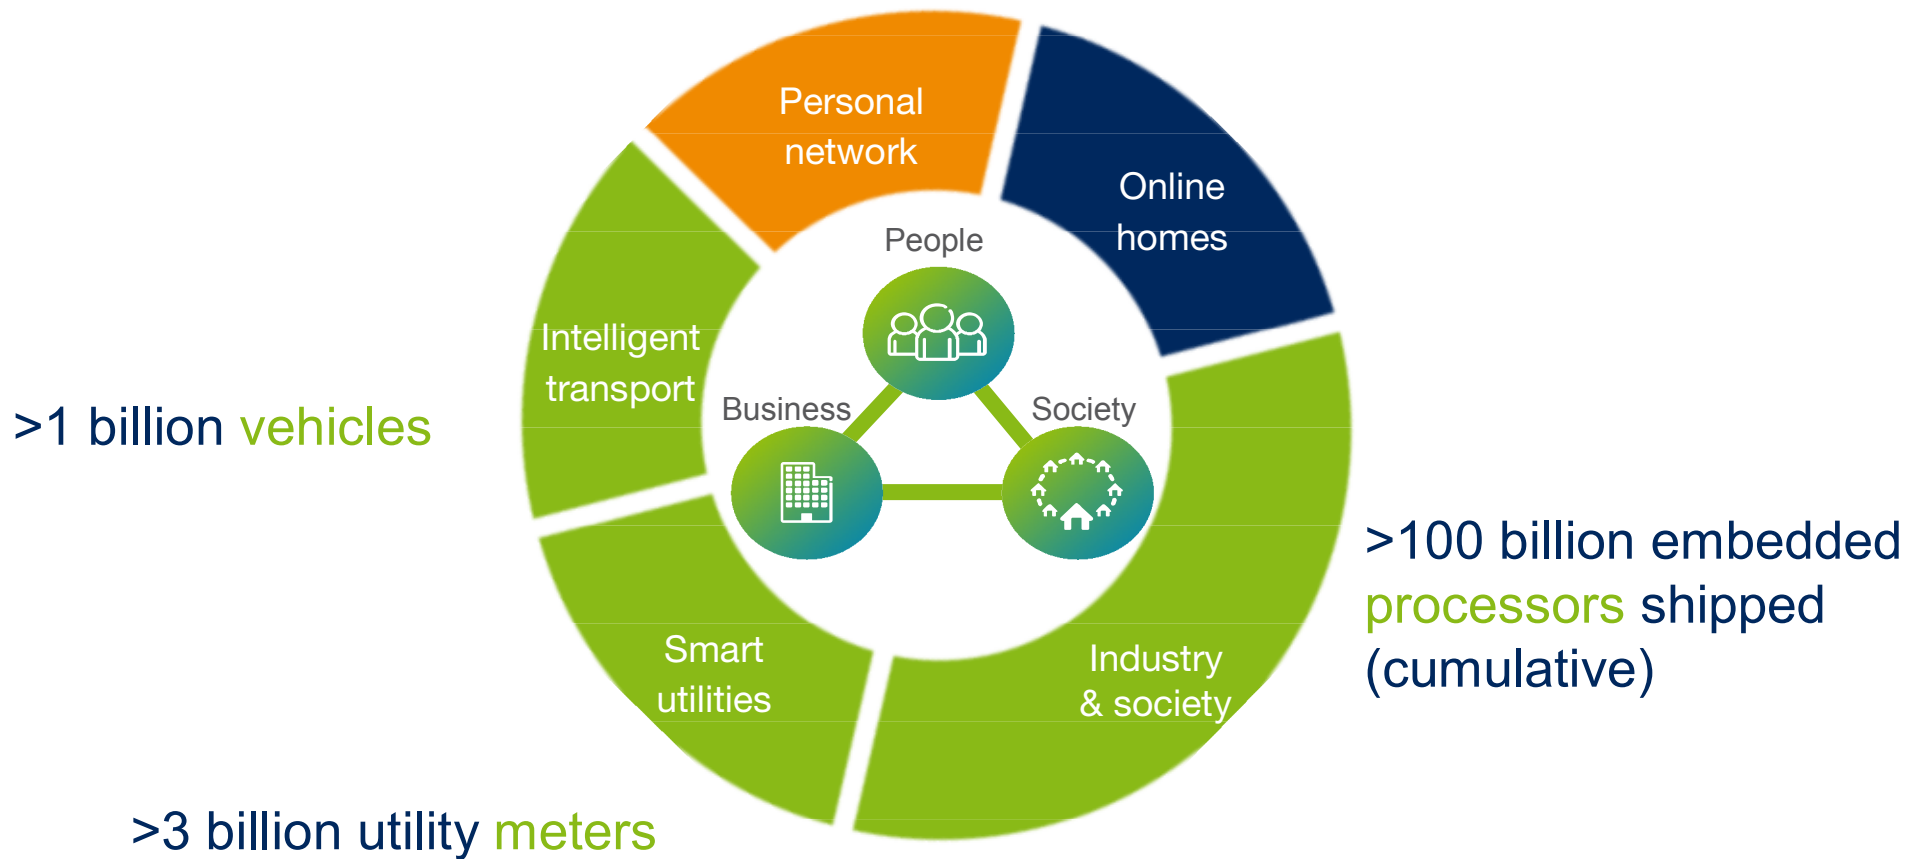 Personal
network
Online
homes
People
Intelligent
transport
Business
Society
>1 billion vehicles
>100 billion embedded
processors shipped
(cumulative)
Smart
utilities
Industry
& society
>3 billion utility meters